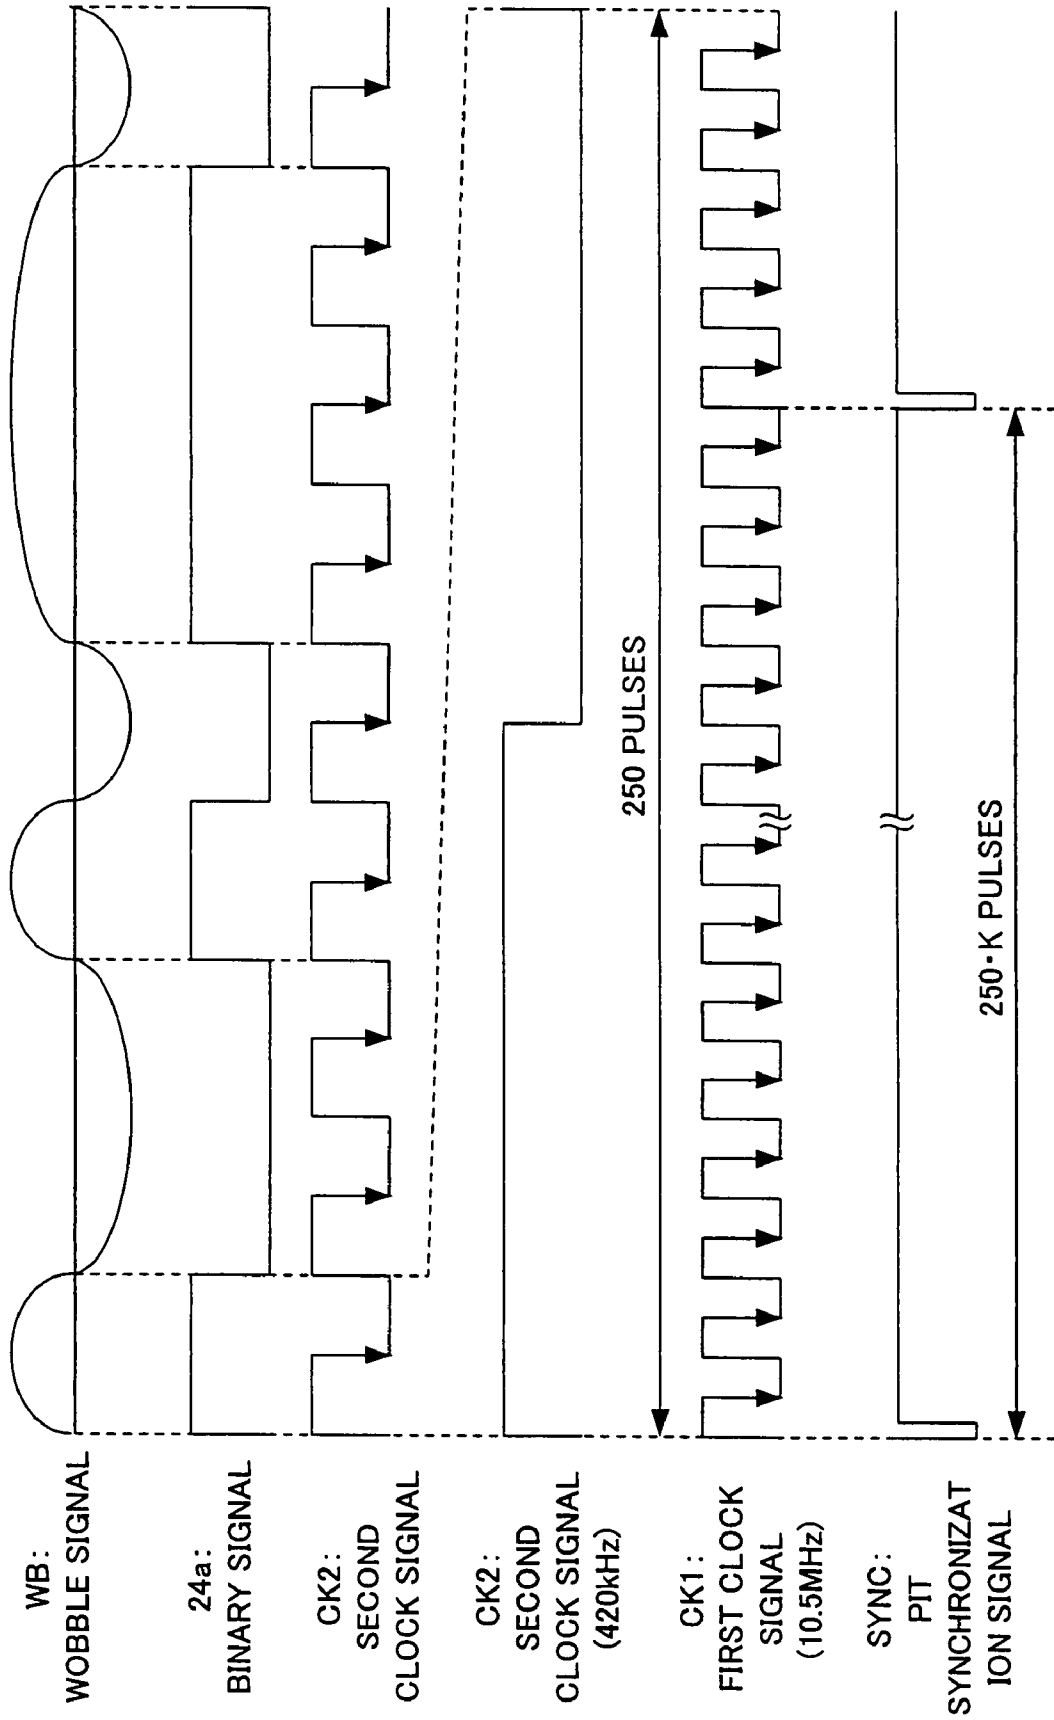 WB:
WOBBLE SIGNAL
24a:
BINARY SIGNAL
CK2:
SECOND
CLOCK SIGNAL
CK2:
SECOND
CLOCK SIGNAL
(420kHz)
250 PULSES
CK1:
FIRST CLOCK
SIGNAL
(10.5MHz)
SYNC:
PIT
SYNCHRONIZAT
ION SIGNAL
250·K PULSES